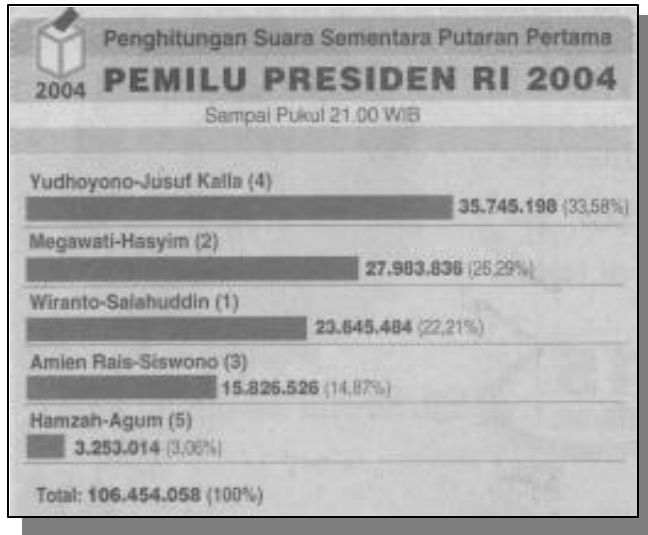 Penghitungan Suara Sementara Putaran Pertama
2004 PEMILU PRESIDEN RI 2004
Sampai Pukul 21.00 WIB
Yudhoyono-Jusuf Kalla (4)
35.745.198 (33,58%)
Megawati-Hasyim (2)
27.983.836 (26,29%)
Wiranto-Salahuddin (1)
23.645.484 (22,21%)
Amien Rais-Siswono (3)
15.826.526 (14,87%)
Hamzah-Agum (5)
3.253.014 (3,06%)
Total: 106.454.058 (100%)